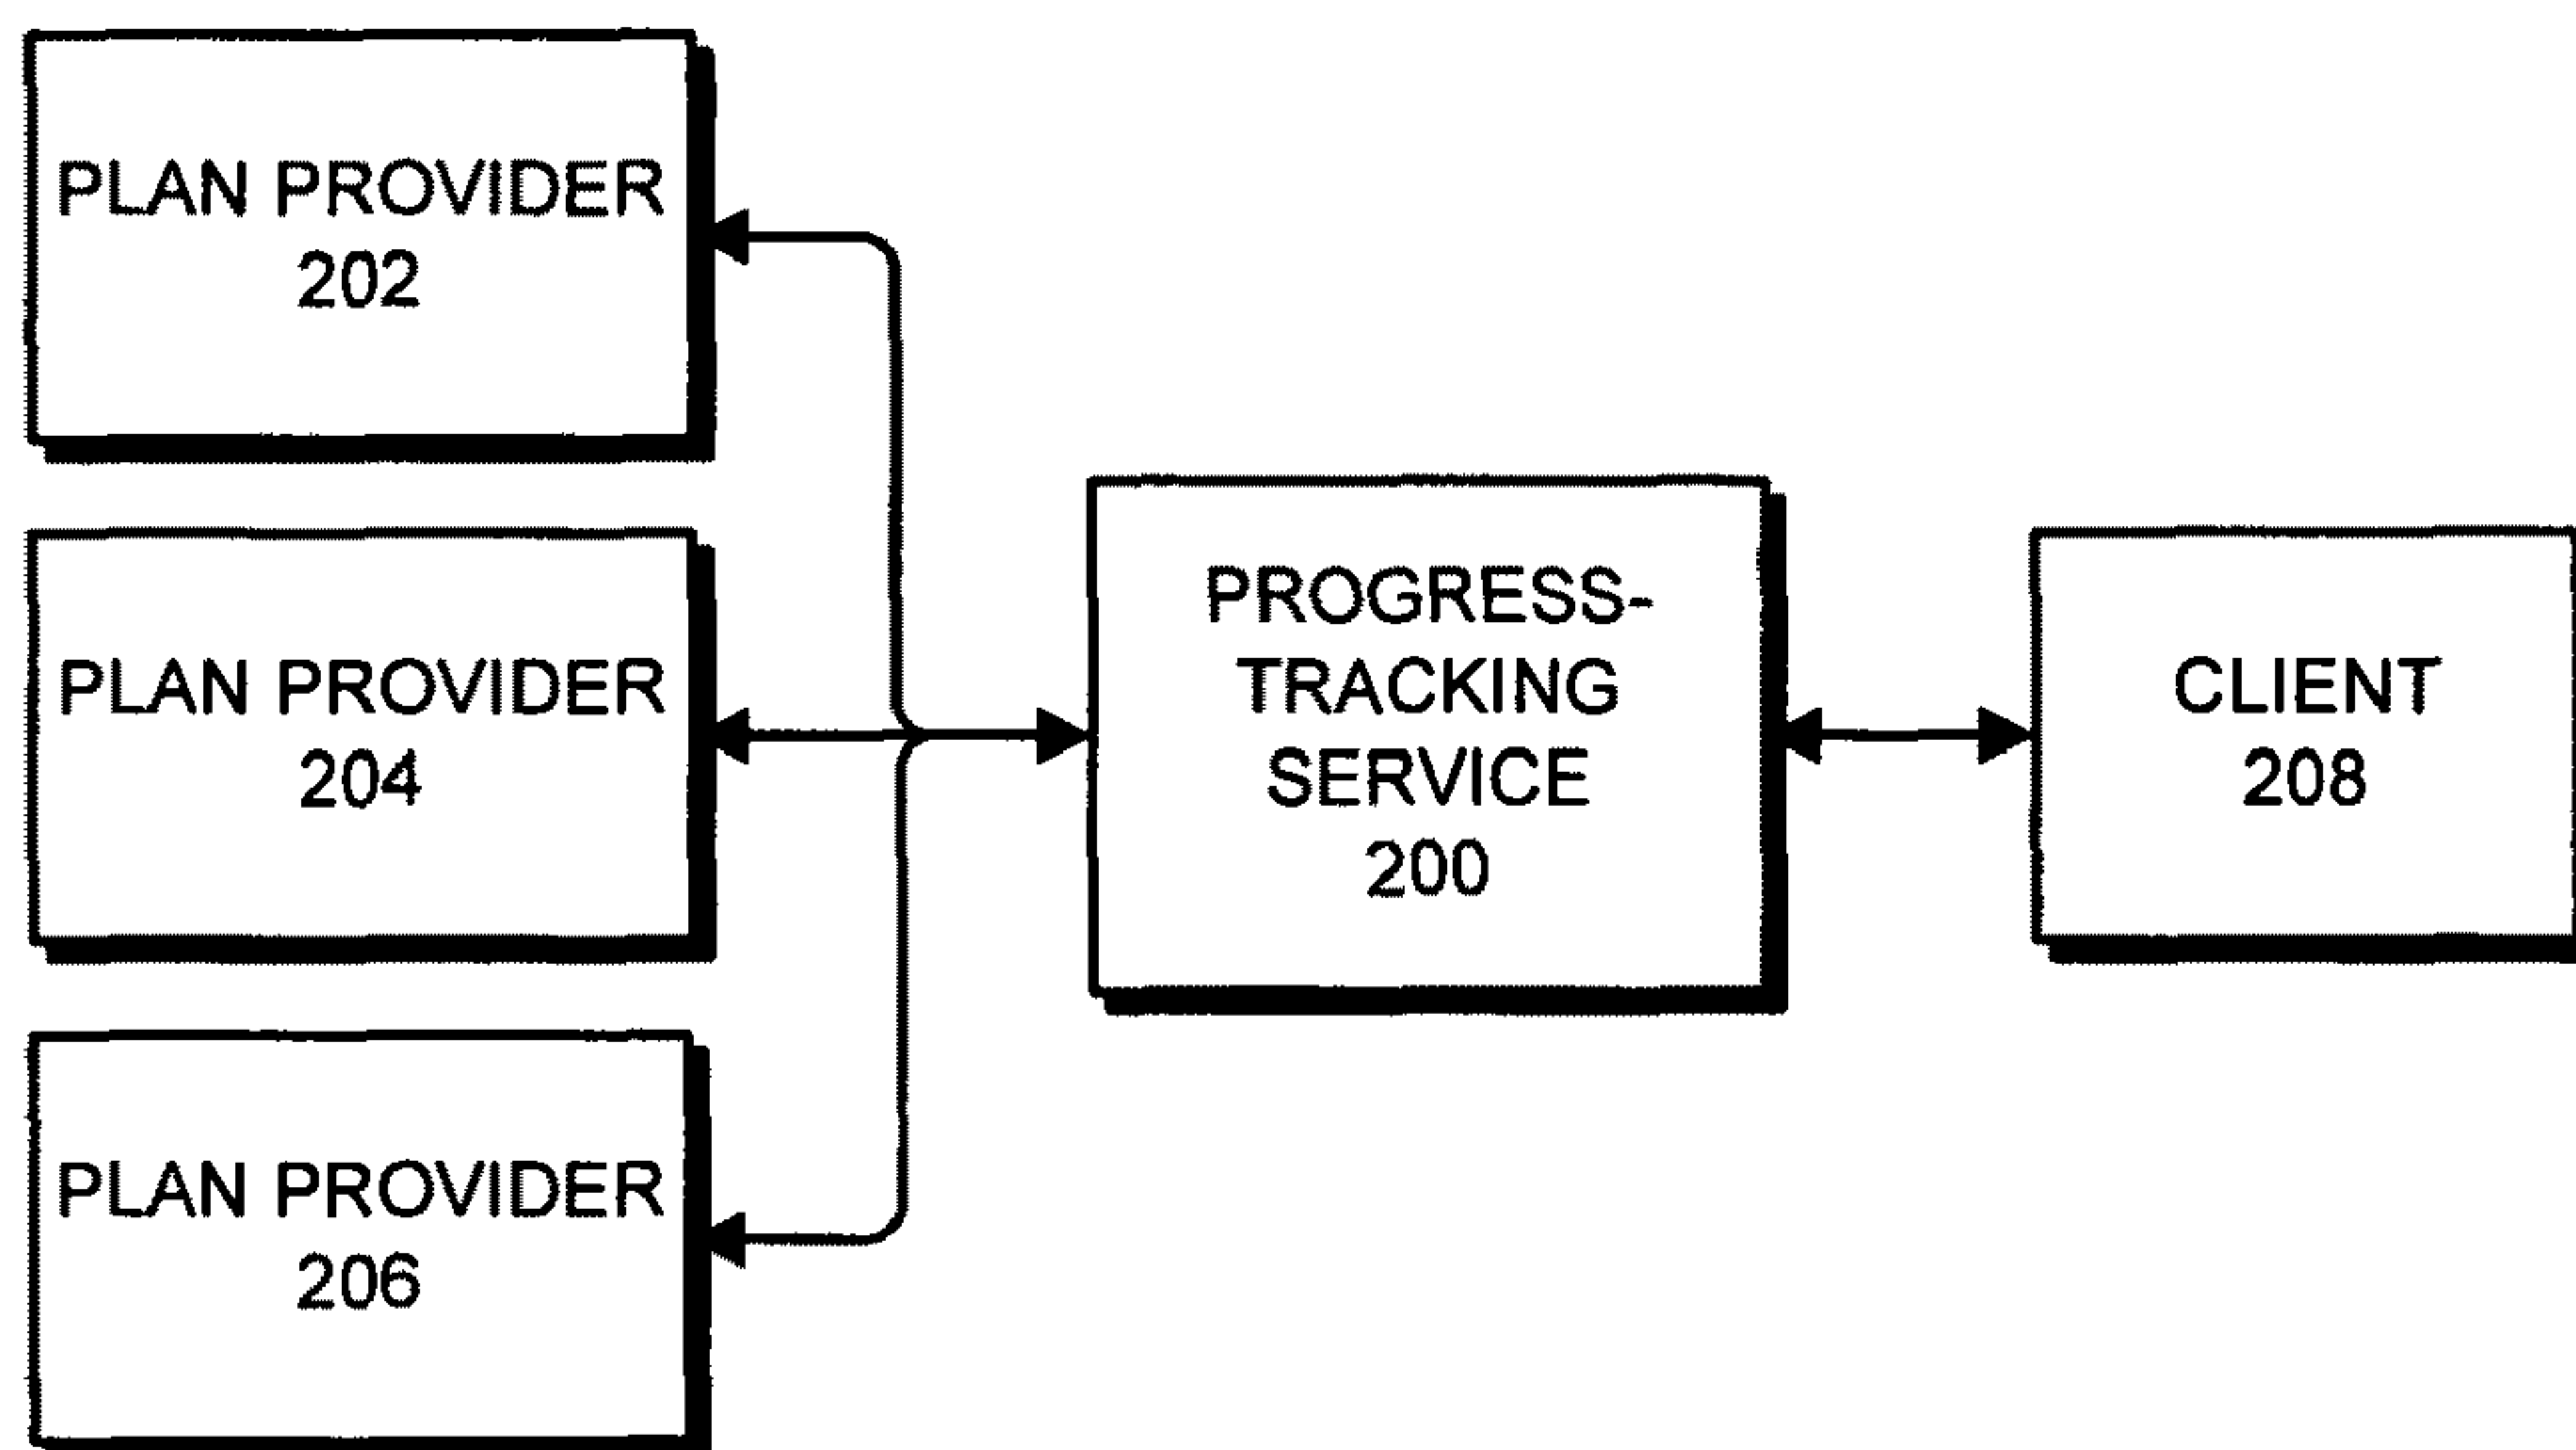 PLAN PROVIDER
202
PLAN PROVIDER
204
PLAN PROVIDER
206
PROGRESS-
TRACKING
SERVICE
200
CLIENT
208